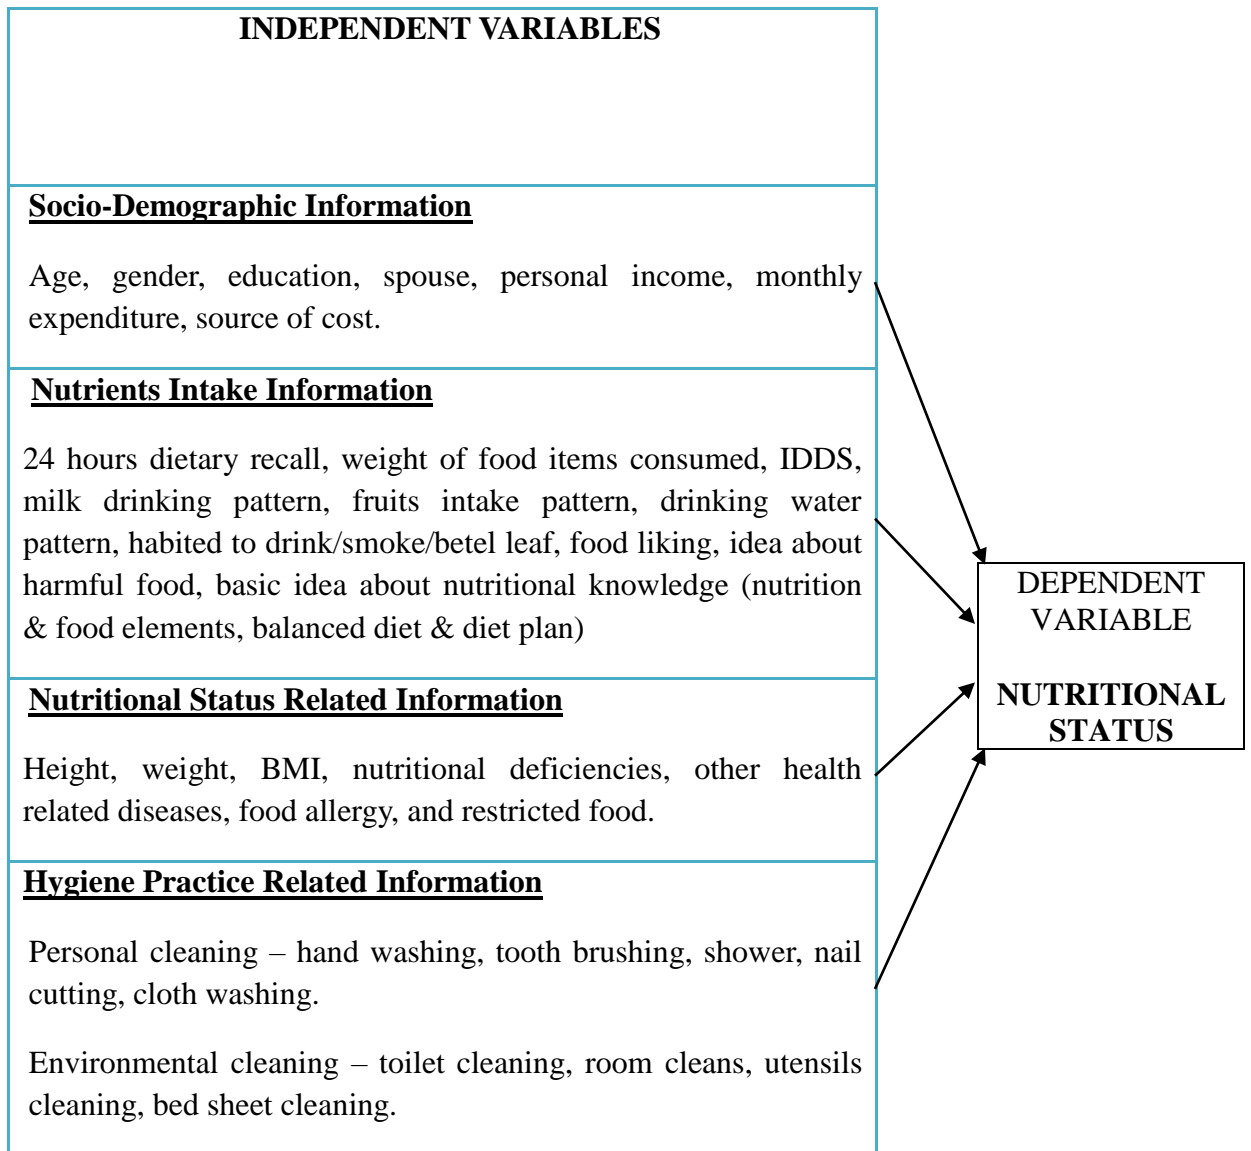 INDEPENDENT VARIABLES
Socio-Demographic Information
Age, gender, education, spouse, personal income, monthly
expenditure, source of cost.
Nutrients Intake Information
24 hours dietary recall, weight of food items consumed, IDDS,
milk drinking pattern, fruits intake pattern, drinking water
pattern, habited to drink/smoke/betel leaf, food liking, idea about
harmful food, basic idea about nutritional knowledge (nutrition
& food elements, balanced diet & diet plan)
Nutritional Status Related Information
Height, weight, BMI, nutritional deficiencies, other health
related diseases, food allergy, and restricted food.
Hygiene Practice Related Information
Personal cleaning – hand washing, tooth brushing, shower, nail
cutting, cloth washing.
Environmental cleaning – toilet cleaning, room cleans, utensils
cleaning, bed sheet cleaning.
DEPENDENT
VARIABLE
NUTRITIONAL
STATUS